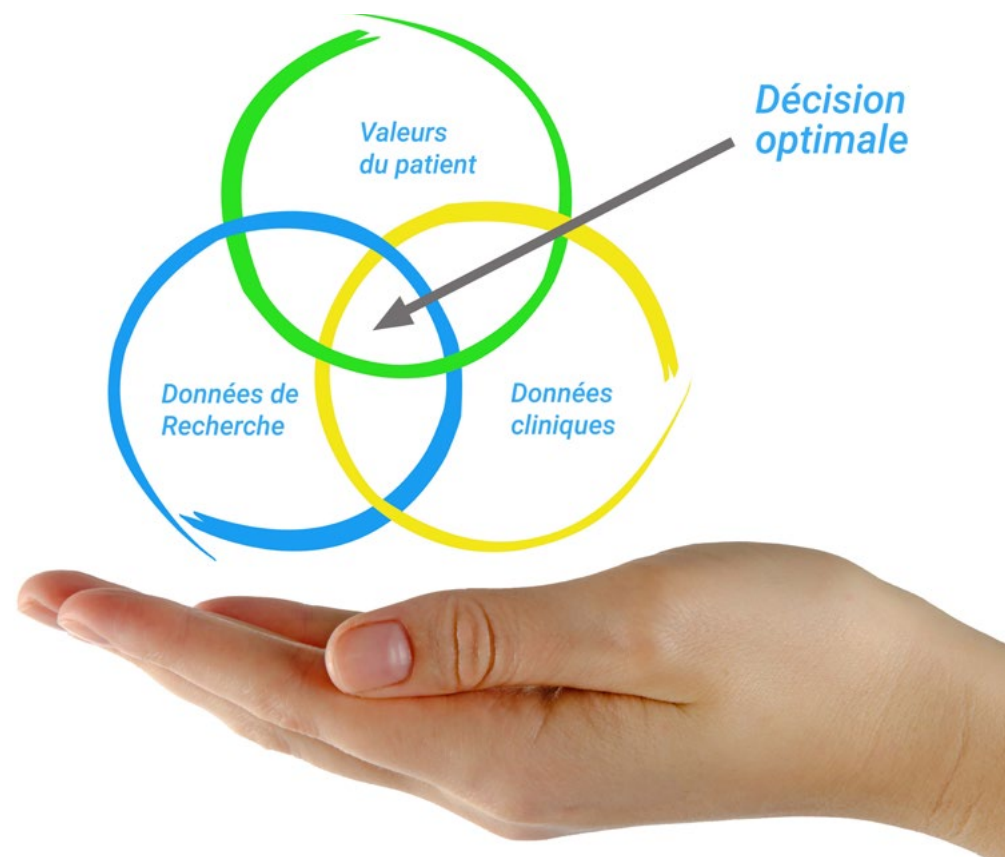 Valeurs
du patient
Décision
optimale
Données de
Recherche
Données
cliniques